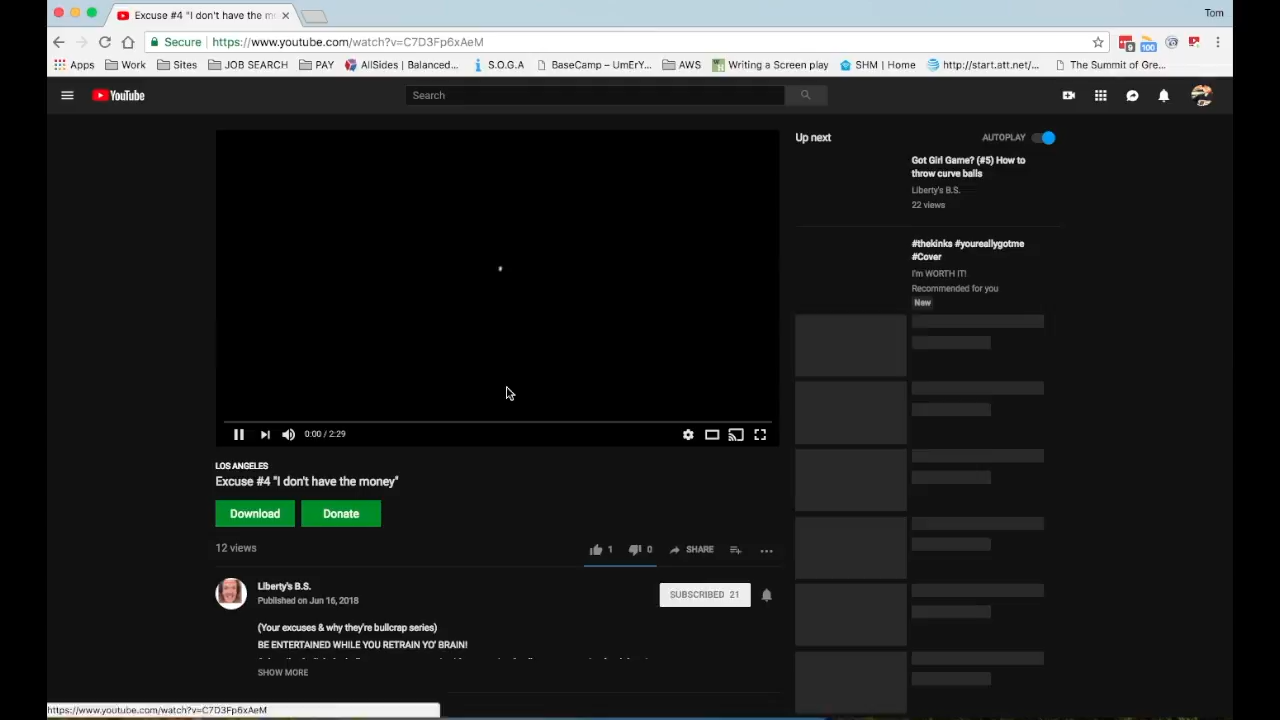 Excuse #4 "I don't have the m
Tom
Secure
https://www.youtube.com/watch?v=C7D3Fp6xAeM
9
100
Apps
Work
Sites
JOB SEARCH
PAY
AllSides | Balanced...
S.O.G.A
BaseCamp – UmErY...
AWS
Writing a Screen play
SHM | Home
http://start.att.net/...
The Summit of Gre...
YouTube
Search
Up next
AUTOPLAY
Got Girl Game? (#5) How to
throw curve balls
Liberty's B.S.
22 views
#thekinks #youreallygotme
#Cover
I'm WORTH IT!
Recommended for you
New
0:00 / 2:29
LOS ANGELES
Excuse #4 "I don't have the money"
Download
Donate
12 views
1
0
SHARE
Liberty's B.S.
Published on Jun 16, 2018
SUBSCRIBED 21
(Your excuses & why they're bullcrap series)
BE ENTERTAINED WHILE YOU RETRAIN YO' BRAIN!
SHOW MORE
https://www.youtube.com/watch?v=C7D3Fp6xAeM